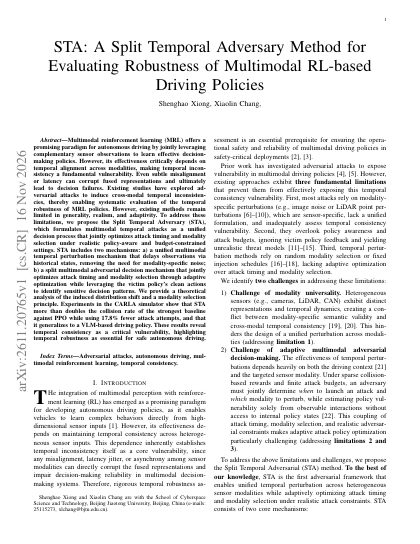 1
STA: A Split Temporal Adversary Method for
Evaluating Robustness of Multimodal RL-based
Driving Policies
Shenghao Xiong, Xiaolin Chang,
arXiv:2611.20765v1 [cs.CR] 16 Nov 2026
Abstract—Multimodal reinforcement learning (MRL) offers a
promising paradigm for autonomous driving by jointly leveraging
complementary sensor observations to learn effective decision-
making policies. However, its effectiveness critically depends on
temporal alignment across modalities, making temporal incon-
sistency a fundamental vulnerability. Even subtle misalignment
or latency can corrupt fused representations and ultimately
lead to decision failures. Existing studies have explored ad-
versarial attacks to induce cross-modal temporal inconsisten-
cies, thereby enabling systematic evaluation of the temporal
robustness of MRL policies. However, existing methods remain
limited in generality, realism, and adaptivity. To address these
limitations, we propose the Split Temporal Adversary (STA),
which formulates multimodal temporal attacks as a unified
decision process that jointly optimizes attack timing and modality
selection under realistic policy-aware and budget-constrained
settings. STA includes two mechanisms: a) a unified multimodal
temporal perturbation mechanism that delays observations via
historical states, removing the need for modality-specific noise;
b) a split multimodal adversarial decision mechanism that jointly
optimizes attack timing and modality selection through adaptive
optimization while leveraging the victim policy's clean actions
to identify sensitive decision patterns. We provide a theoretical
analysis of the induced distribution shift and a modality selection
principle. Experiments in the CARLA simulator show that STA
more than doubles the collision rate of the strongest baseline
against PPO while using 17.8% fewer attack attempts, and that
it generalizes to a VLM-based driving policy. These results reveal
temporal consistency as a critical vulnerability, highlighting
temporal robustness as essential for safe autonomous driving.
Index Terms—Adversarial attacks, autonomous driving, mul-
timodal reinforcement learning, temporal consistency.
I. INTRODUCTION
THe integration of multimodal perception with reinforce-
ment learning (RL) has emerged as a promising paradigm
for developing autonomous driving policies, as it enables
vehicles to learn complex behaviors directly from high-
dimensional sensor inputs [1]. However, its effectiveness de-
pends on maintaining temporal consistency across heteroge-
neous sensor inputs. This dependence inherently establishes
temporal inconsistency itself as a core vulnerability, since
any misalignment, latency jitter, or asynchrony among sensor
modalities can directly corrupt the fused representations and
impair decision-making reliability in multimodal decision-
making systems. Therefore, rigorous temporal robustness as-
Shenghao Xiong and Xiaolin Chang are with the School of Cyberspace
Science and Technology, Beijing Jiaotong University, Beijing, China (e-mails:
25115273, xlchang@bjtu.edu.cn).
sessment is an essential prerequisite for ensuring the operational
safety and reliability of multimodal driving policies in
safety-critical deployments [2], [3].
Prior work has investigated adversarial attacks to expose
vulnerability in multimodal driving policies [4], [5]. However,
existing approaches exhibit three fundamental limitations
that prevent them from effectively exposing this temporal
consistency vulnerability. First, most attacks rely on modality-
specific perturbations (e.g., image noise or LiDAR point per-
turbations [6]–[10]), which are sensor-specific, lack a unified
formulation, and inadequately assess temporal consistency
vulnerability. Second, they overlook policy awareness and
attack budgets, ignoring victim policy feedback and yielding
unrealistic threat models [11]–[15]. Third, temporal pertur-
bation methods rely on random modality selection or fixed
injection schedules [16]–[18], lacking adaptive optimization
over attack timing and modality selection.
We identify two challenges in addressing these limitations:
1) Challenge of modality universality. Heterogeneous
sensors (e.g., cameras, LiDAR, CAN) exhibit distinct
representations and temporal dynamics, creating a con-
flict between modality-specific semantic validity and
cross-modal temporal consistency [19], [20]. This hin-
ders the design of a unified perturbation across modali-
ties (addressing limitation 1).
2) Challenge of adaptive multimodal adversarial
decision-making. The effectiveness of temporal pertur-
bations depends heavily on both the driving context [21]
and the targeted sensor modality. Under sparse collision-
based rewards and finite attack budgets, an adversary
must jointly determine when to launch an attack and
which modality to perturb, while estimating policy vul-
nerability solely from observable interactions without
access to internal policy states [22]. This coupling of
attack timing, modality selection, and realistic adversar-
ial constraints makes adaptive attack policy optimization
particularly challenging (addressing limitations 2 and
3).
To address the above limitations and challenges, we propose
the Split Temporal Adversary (STA) method. To the best of
our knowledge, STA is the first adversarial framework that
enables unified temporal perturbation across heterogeneous
sensor modalities while adaptively optimizing attack timing
and modality selection under realistic attack constraints. STA
consists of two core mechanisms: